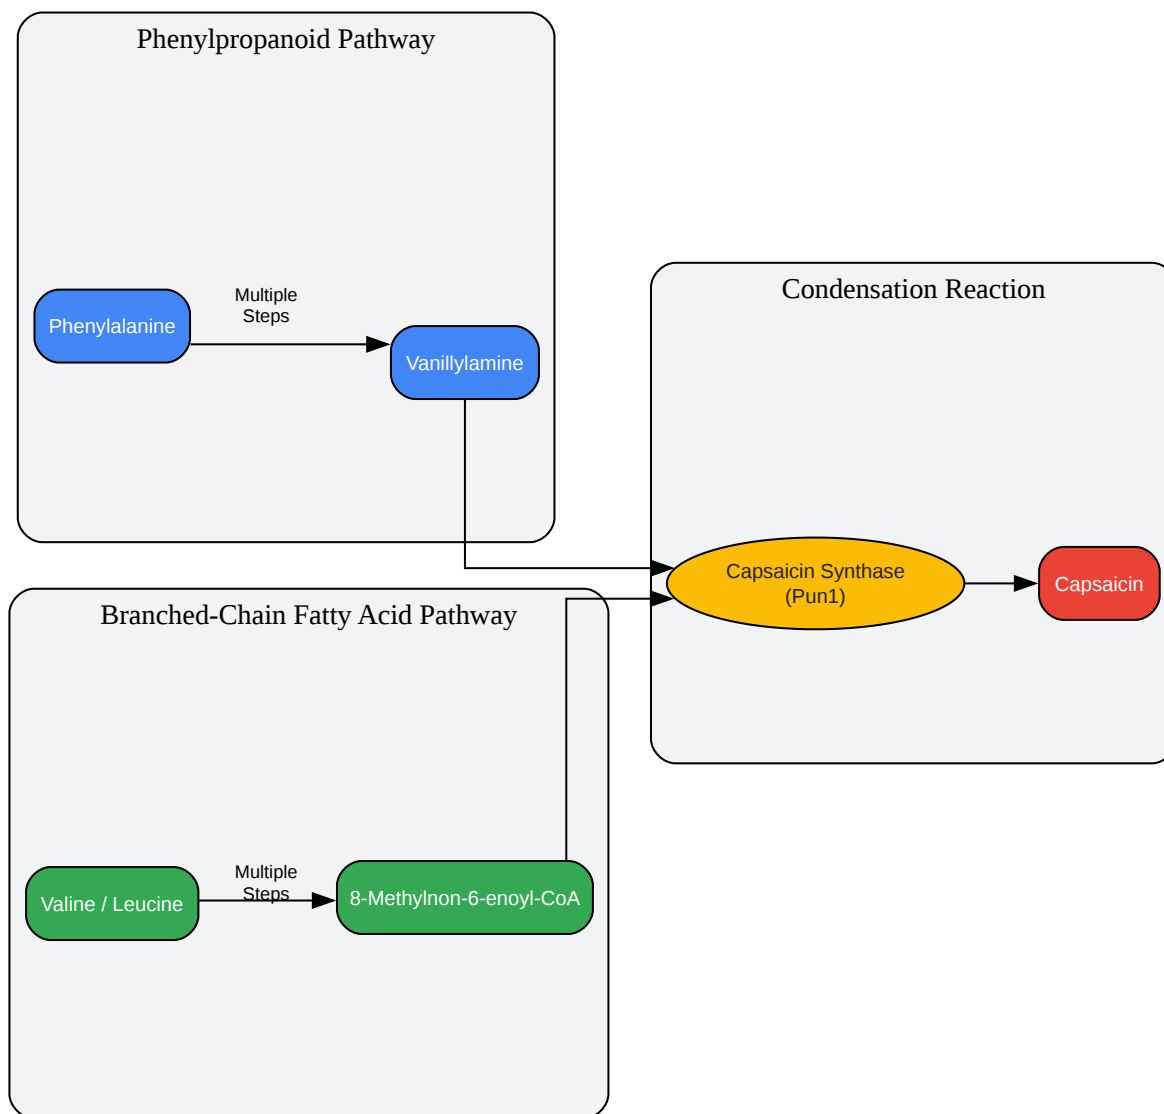 Phenylpropanoid Pathway
Phenylalanine
Multiple
Steps
Vanillylamine
Condensation Reaction
Capsaicin Synthase
(Pun1)
Capsaicin
Branched-Chain Fatty Acid Pathway
Valine / Leucine
Multiple
Steps
8-Methylnon-6-enoyl-CoA